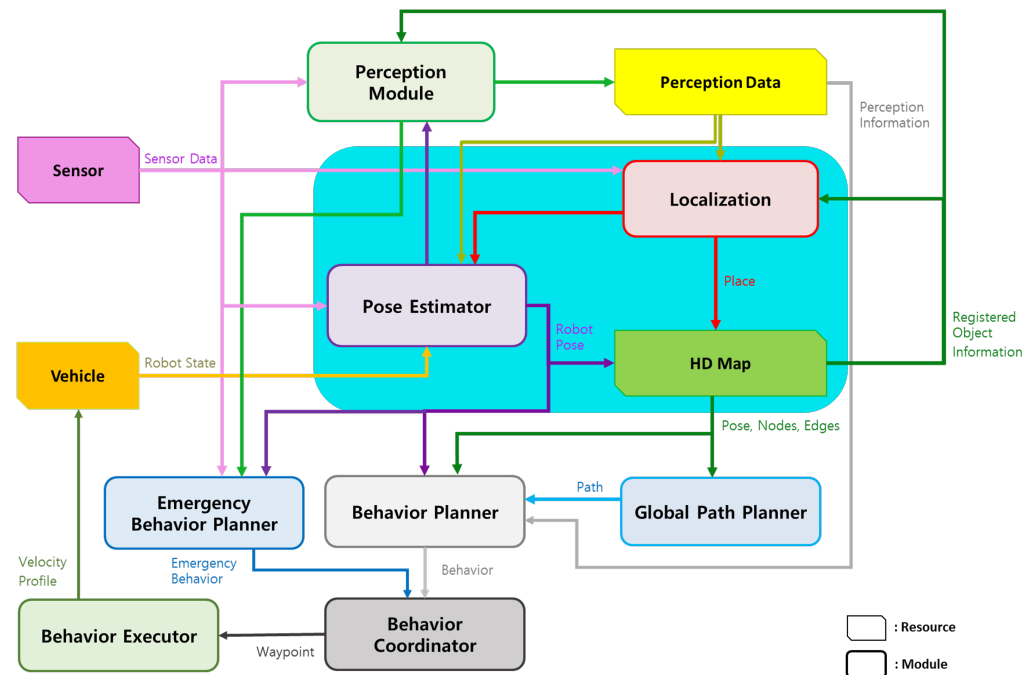 Perception
Module
Perception Data
Perception
Information
Sensor
Sensor Data
Localization
Place
Pose Estimator
Robot
Pose
Registered
Object
Information
HD Map
Vehicle
Robot State
Pose, Nodes, Edges
Emergency
Behavior Planner
Behavior Planner
Path
Global Path Planner
Velocity
Profile
Emergency
Behavior
Behavior
Behavior Executor
Waypoint
Behavior
Coordinator
: Resource
: Module